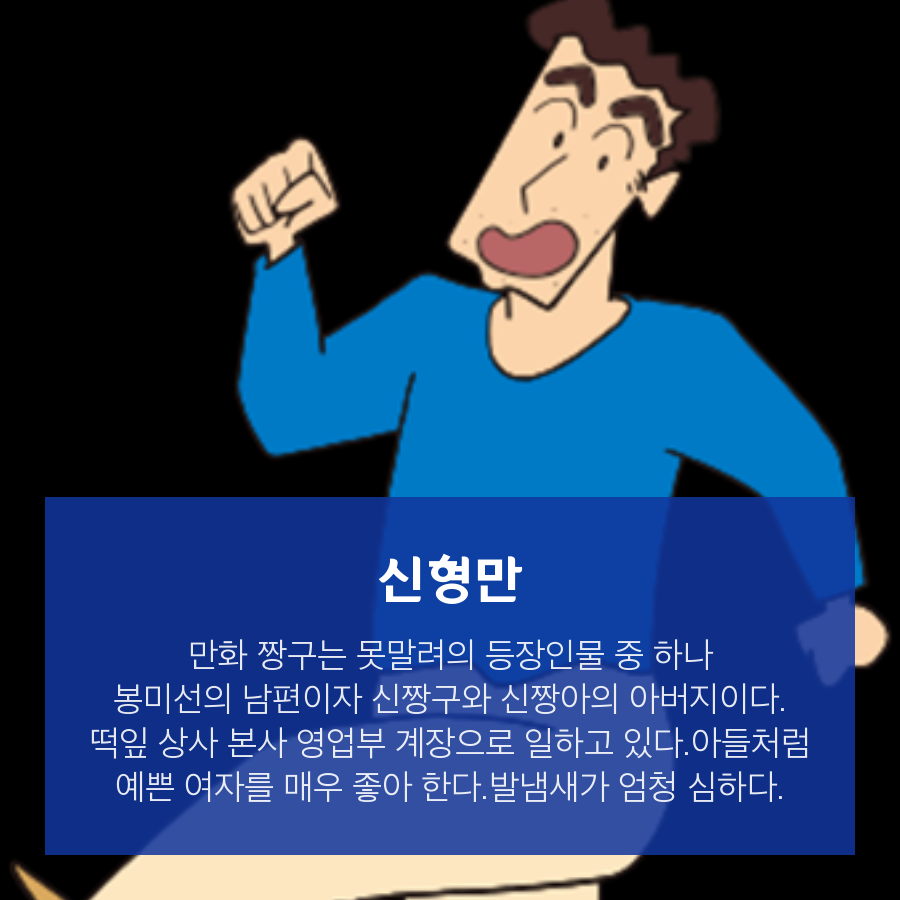 신형만
만화 짱구는 못말려의 등장인물 중 하나
봉미선의 남편이자 신짱구와 신짱아의 아버지이다.
떡잎 상사 본사 영업부 계장으로 일하고 있다.아들처럼
예쁜 여자를 매우 좋아 한다.발냄새가 엄청 심하다.